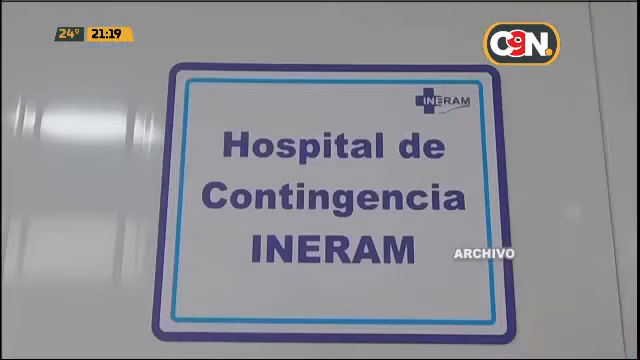 24° 21:19
C9N.
INERAM
Hospital de
Contingencia
INERAM
ARCHIVO